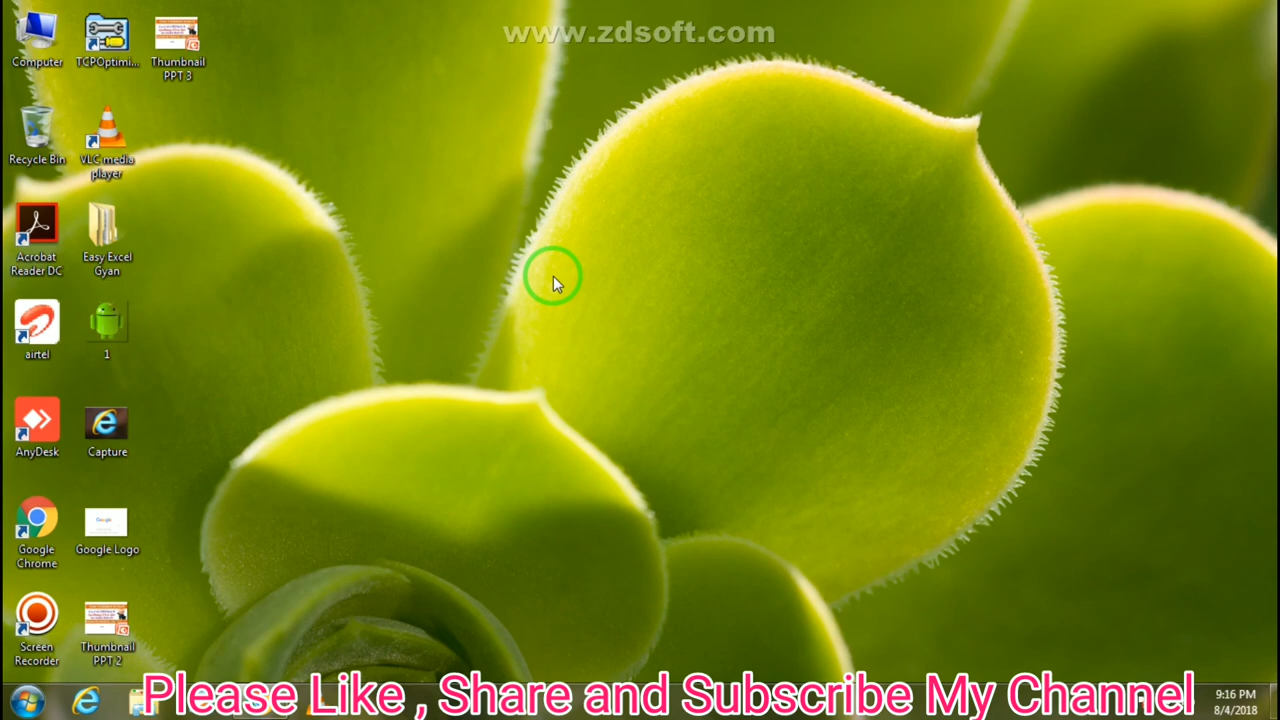 www.zdsoft.com
Computer
TCPOptimi...
Thumbnail
PPT 3
Recycle Bin
VLC media
player
Acrobat
Reader DC
Easy Excel
Gyan
airtel
1
AnyDesk
Capture
Google
Chrome
Google Logo
Screen
Recorder
Thumbnail
PPT 2
Please Like , Share and Subscribe My Channel
9:16 PM
8/4/2018